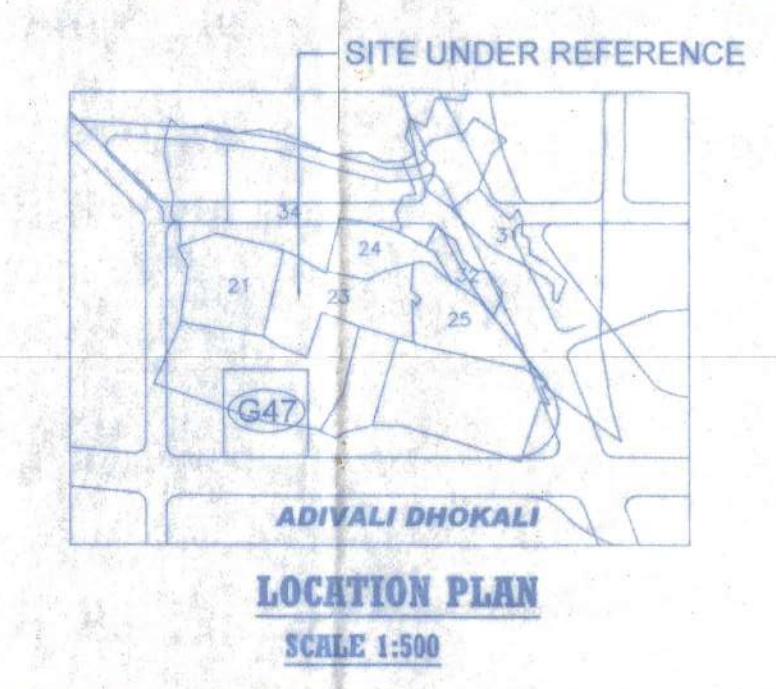 SITE UNDER REFERENCE
34
31
24
32
21
23
25
G47
ADIVALI DHOKALI
LOCATION PLAN
SCALE 1:500